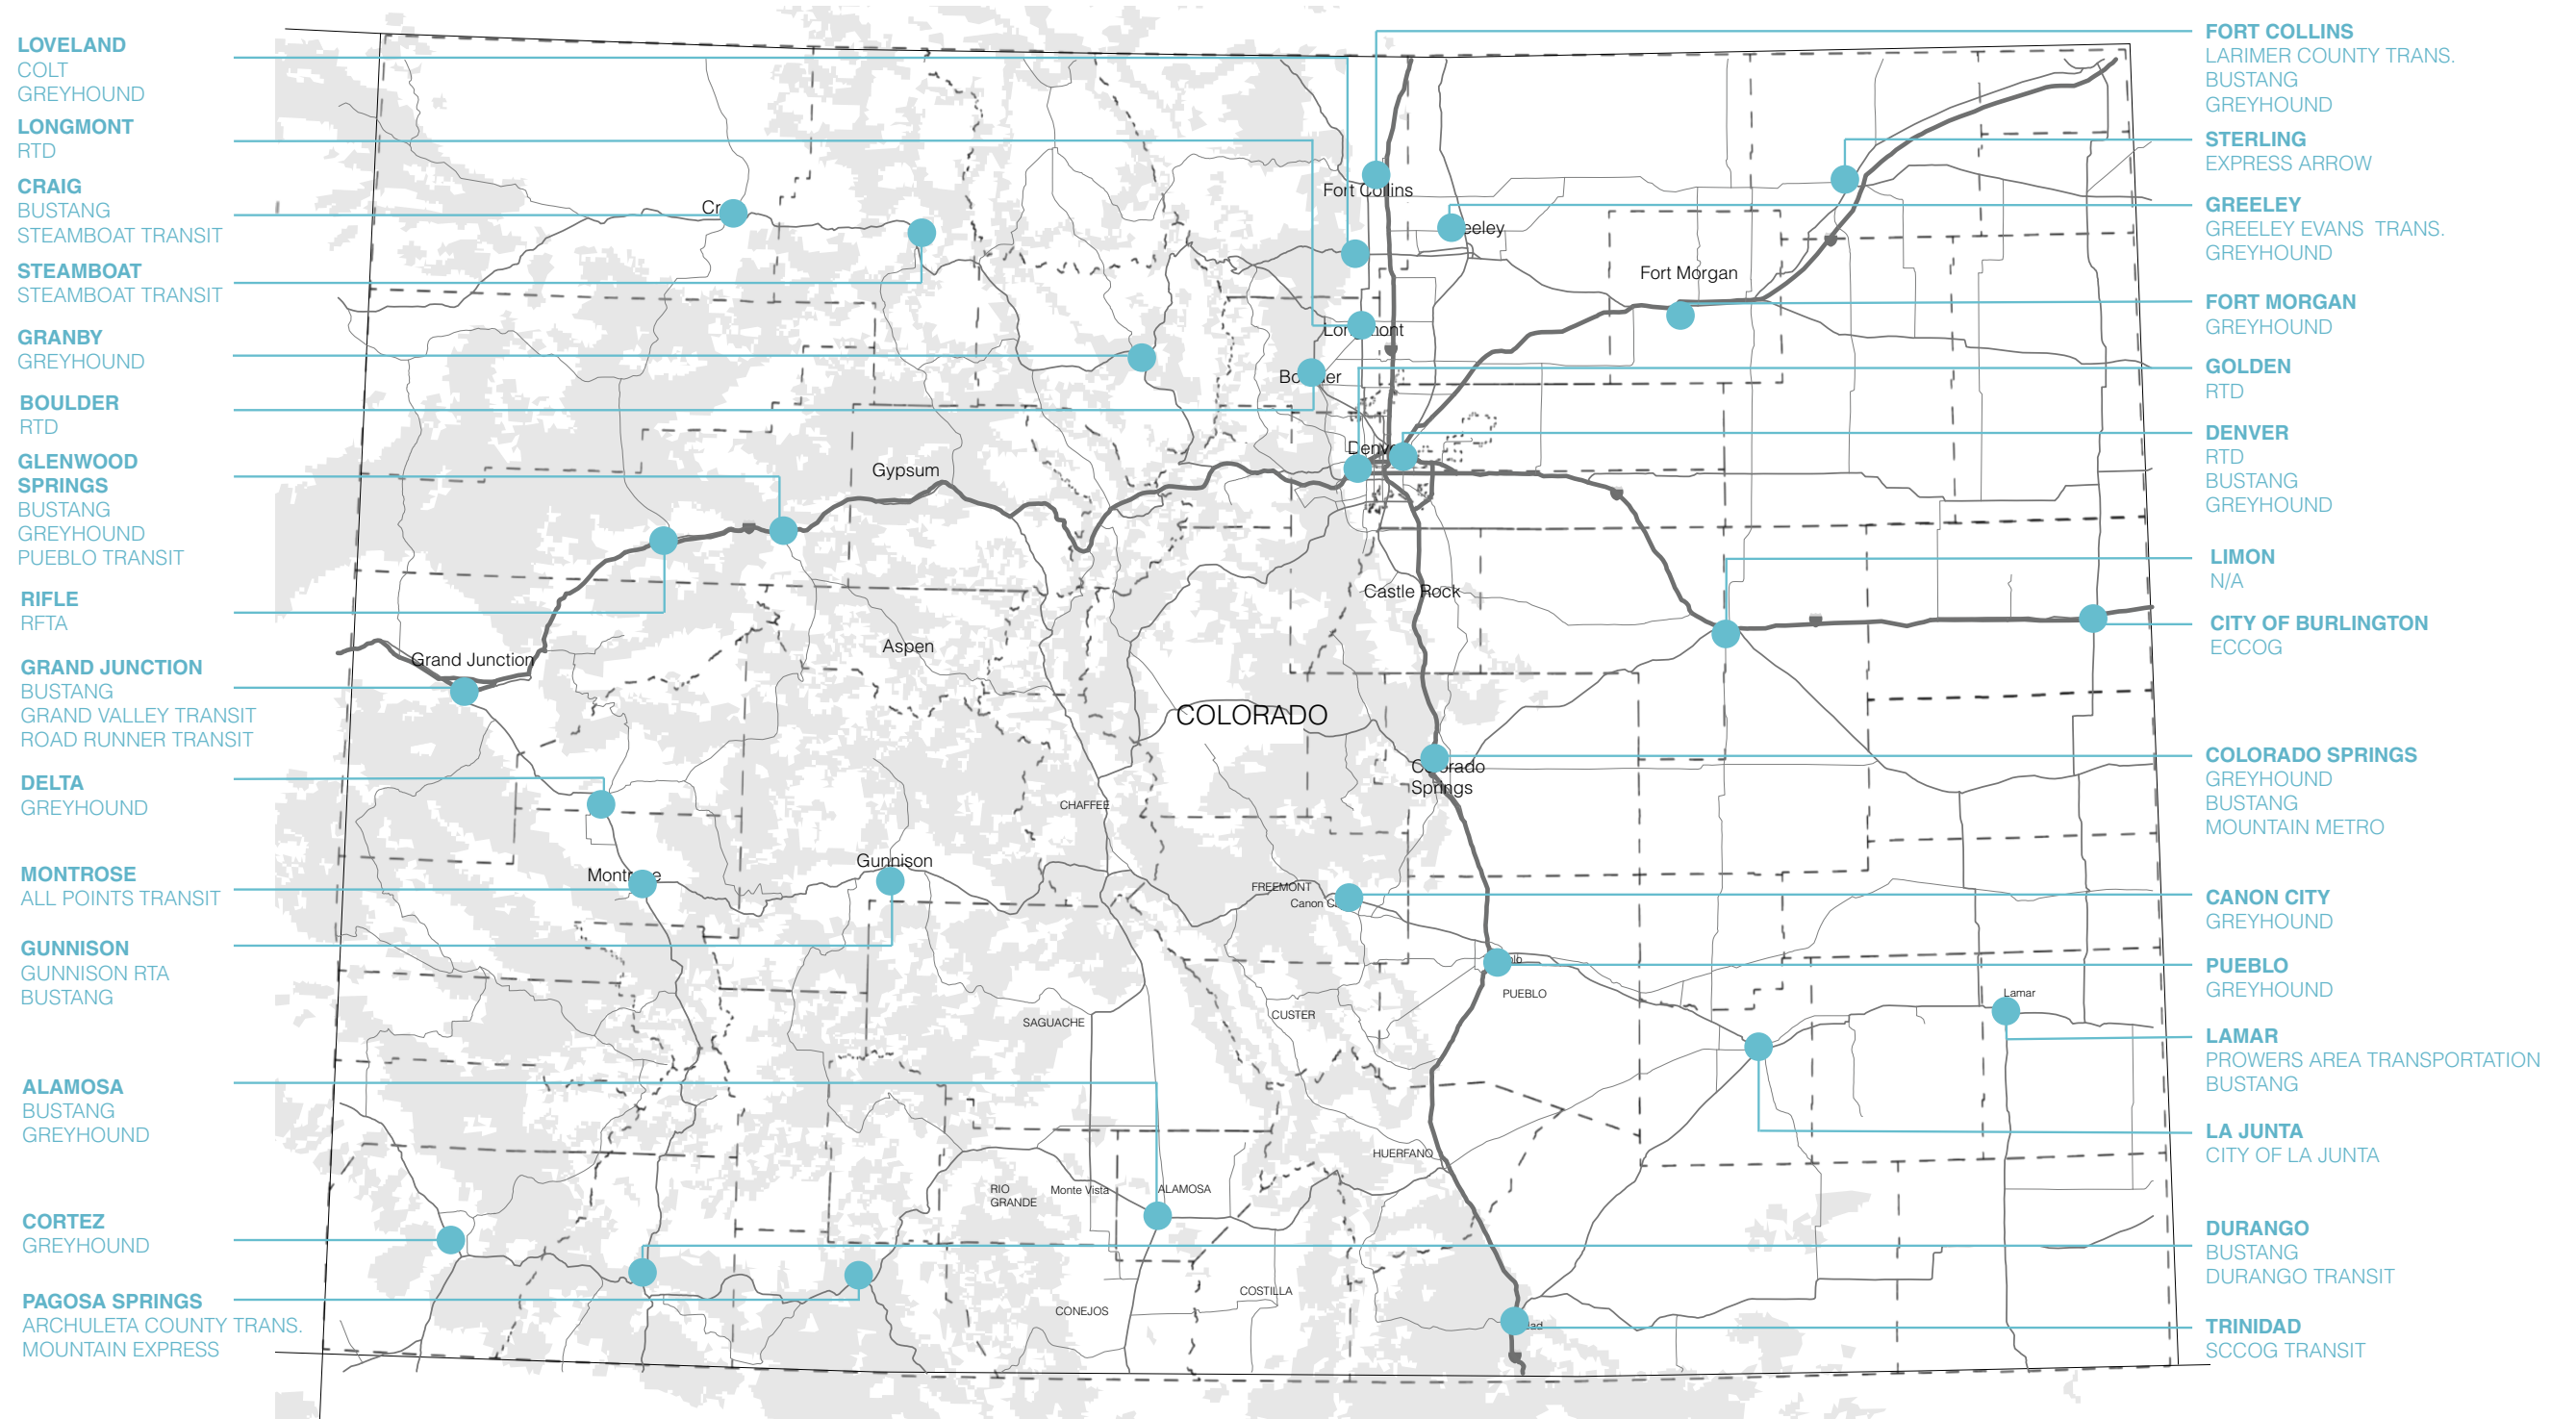 LOVELAND
COLT
GREYHOUND
LONGMONT
RTD
CRAIG
BUSTANG
STEAMBOAT TRANSIT
STEAMBOAT
STEAMBOAT TRANSIT
GRANBY
GREYHOUND
BOULDER
RTD
GLENWOOD
SPRINGS
BUSTANG
GREYHOUND
PUEBLO TRANSIT
RIFLE
RFTA
GRAND JUNCTION
BUSTANG
GRAND VALLEY TRANSIT
ROAD RUNNER TRANSIT
DELTA
GREYHOUND
MONTROSE
ALL POINTS TRANSIT
GUNNISON
GUNNISON RTA
BUSTANG
ALAMOSA
BUSTANG
GREYHOUND
CORTEZ
GREYHOUND
PAGOSA SPRINGS
ARCHULETA COUNTY TRANS.
MOUNTAIN EXPRESS
Fort Collins
Fort Morgan
Gypsum
Castle Rock
Aspen
Grand Junction
COLORADO
Colorado
Springs
CHAFFEE
Gunnison
FREEMONT
PUEBLO
Lamar
CUSTER
SAGUACHE
HUERFANO
RIO
GRANDE
Monte Vista
ALAMOSA
COSTILLA
CONEJOS
FORT COLLINS
LARIMER COUNTY TRANS.
BUSTANG
GREYHOUND
STERLING
EXPRESS ARROW
GREELEY
GREELEY EVANS TRANS.
GREYHOUND
FORT MORGAN
GREYHOUND
GOLDEN
RTD
DENVER
RTD
BUSTANG
GREYHOUND
LIMON
N/A
CITY OF BURLINGTON
ECCOG
COLORADO SPRINGS
GREYHOUND
BUSTANG
MOUNTAIN METRO
CANON CITY
GREYHOUND
PUEBLO
GREYHOUND
LAMAR
PROWERS AREA TRANSPORTATION
BUSTANG
LA JUNTA
CITY OF LA JUNTA
DURANGO
BUSTANG
DURANGO TRANSIT
TRINIDAD
SCCOG TRANSIT